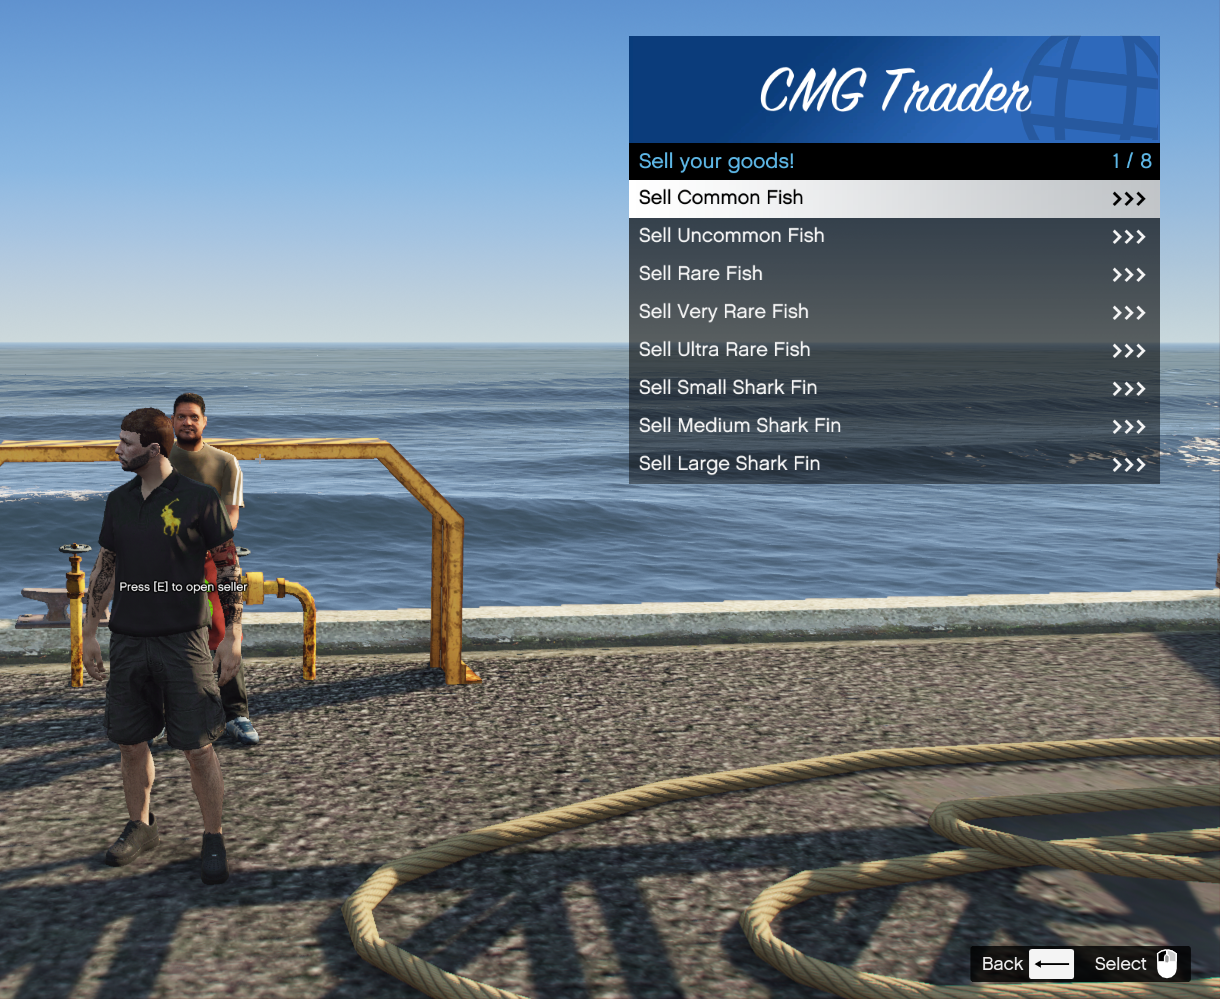 CMG Trader
Sell your goods! 1 / 8
Sell Common Fish >>>
Sell Uncommon Fish >>>
Sell Rare Fish >>>
Sell Very Rare Fish >>>
Sell Ultra Rare Fish >>>
Sell Small Shark Fin >>>
Sell Medium Shark Fin >>>
Sell Large Shark Fin >>>
Press [E] to open seller
Back Select